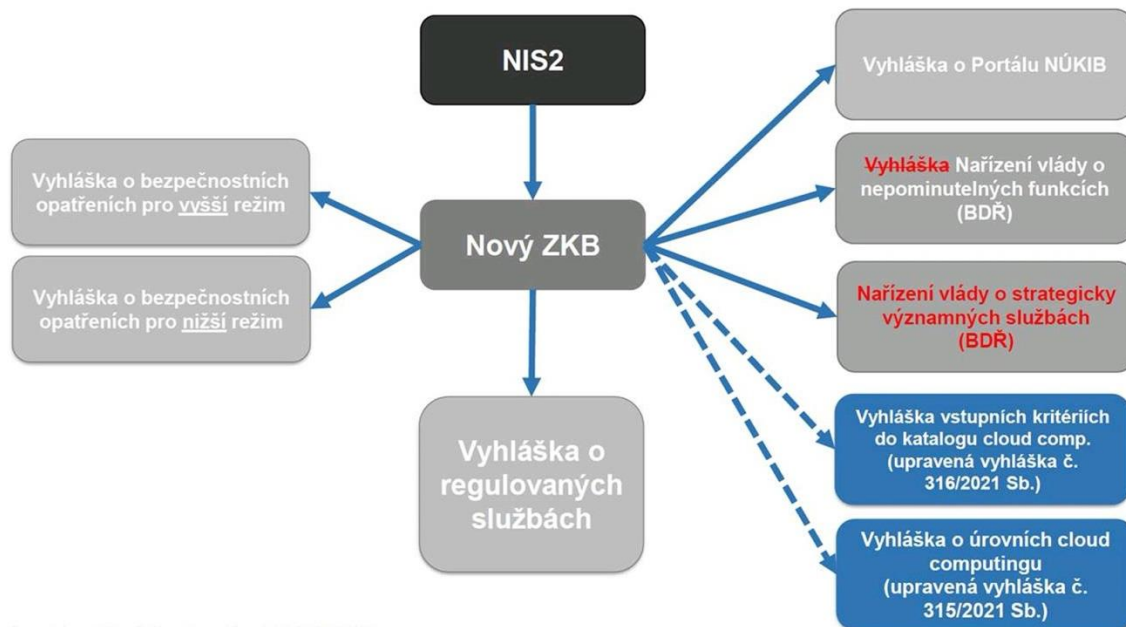 NIS2
Vyhláška o Portálu NÚKIB
Vyhláška o bezpečnostních
opatřeních pro vyšší režim
Vyhláška Nařízení vlády o
nepominutelných funkcích
(BDŘ)
Nový ZKB
Vyhláška o bezpečnostních
opatřeních pro nižší režim
Nařízení vlády o strategicky
významných službách
(BDŘ)
Vyhláška o
regulovaných
službách
Vyhláška vstupních kritériích
do katalogu cloud comp.
(upravená vyhláška č.
316/2021 Sb.)
Vyhláška o úrovních cloud
computingu
(upravená vyhláška č.
315/2021 Sb.)